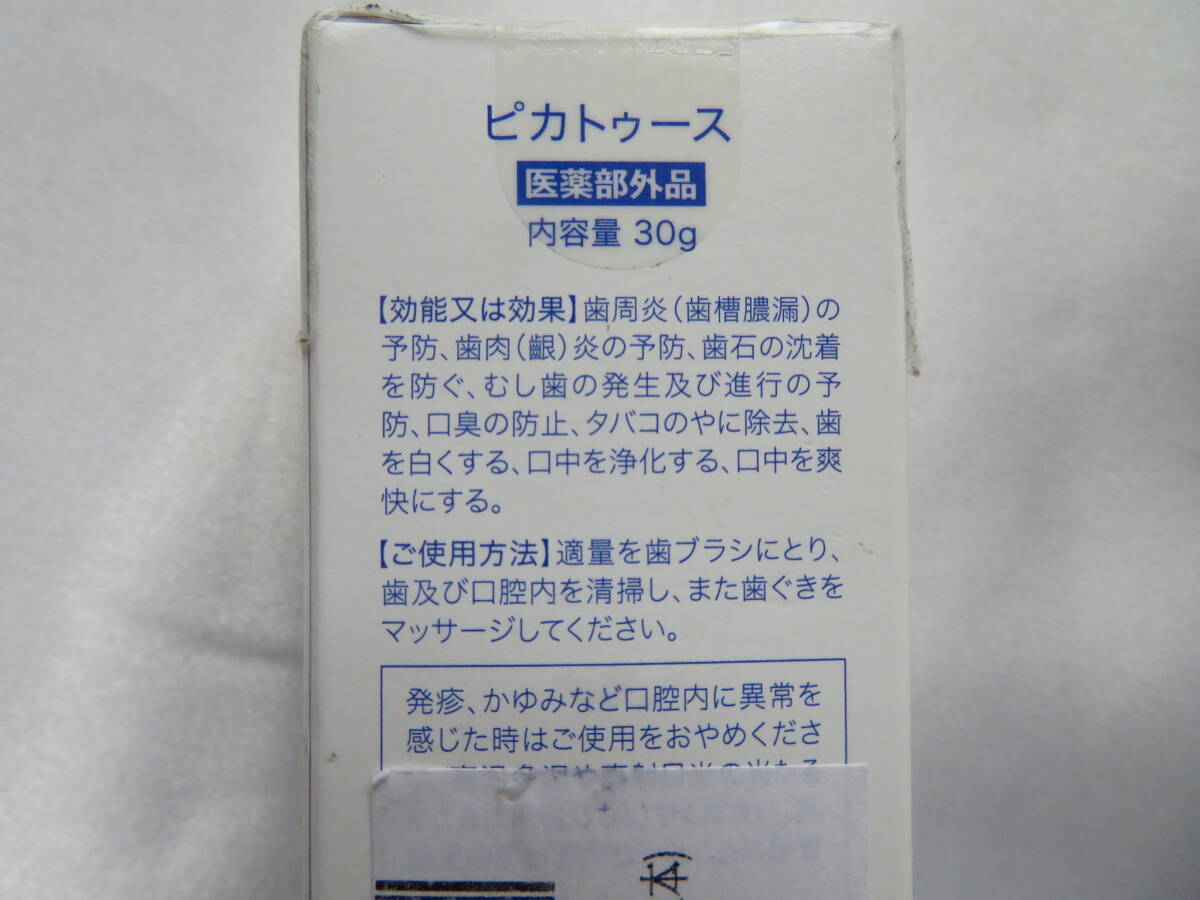 ピカトゥース
医薬部外品
内容量 30g
【効能又は効果】歯周炎(歯槽膿漏)の
予防、歯肉(齦)炎の予防、歯石の沈着
を防ぐ、むし歯の発生及び進行の予
防、口臭の防止、タバコのやに除去、歯
を白くする、口中を浄化する、口中を爽
快にする。
【ご使用方法】適量を歯ブラシにとり、
歯及び口腔内を清掃し、また歯ぐきを
マッサージしてください。
発疹、かゆみなど口腔内に異常を
感じた時はご使用をおやめくださ